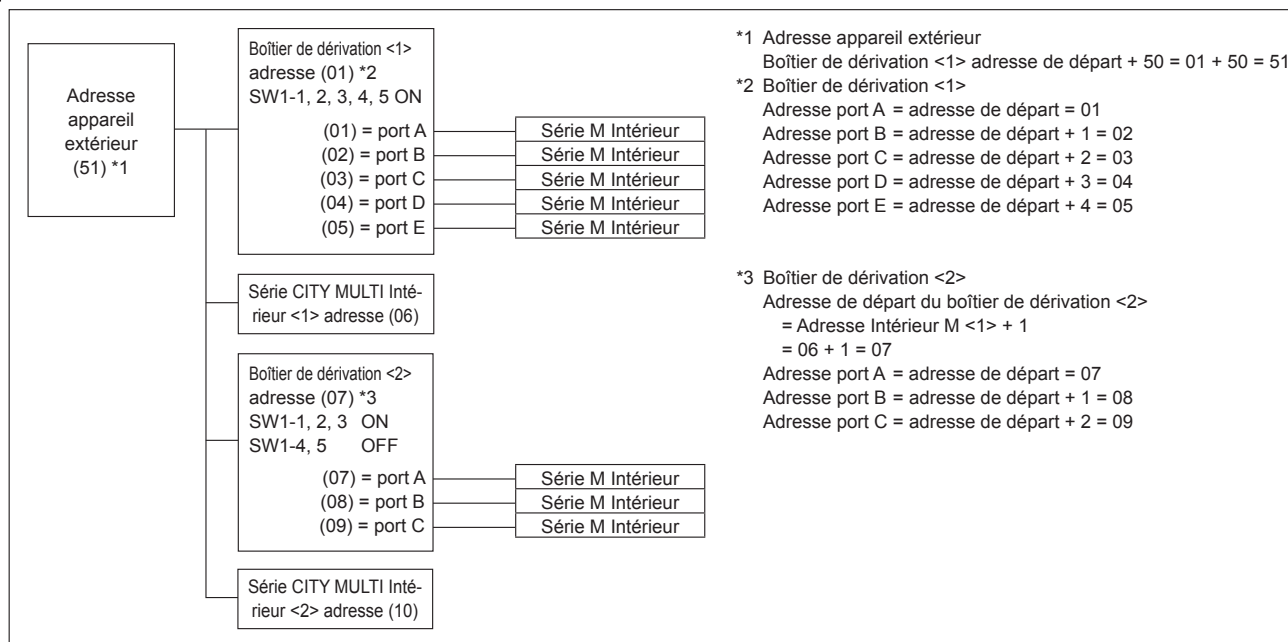 Adresse
appareil
extérieur
(51) *1
Boîtier de dérivation <1>
adresse (01) *2
SW1-1, 2, 3, 4, 5 ON
(01) = port A
(02) = port B
(03) = port C
(04) = port D
(05) = port E
Série M Intérieur
Série M Intérieur
Série M Intérieur
Série M Intérieur
Série M Intérieur
Série CITY MULTI Inté-
rieur <1> adresse (06)
Boîtier de dérivation <2>
adresse (07) *3
SW1-1, 2, 3 ON
SW1-4, 5 OFF
(07) = port A
(08) = port B
(09) = port C
Série M Intérieur
Série M Intérieur
Série M Intérieur
Série CITY MULTI Inté-
rieur <2> adresse (10)
*1 Adresse appareil extérieur
Boîtier de dérivation <1> adresse de départ + 50 = 01 + 50 = 51
*2 Boîtier de dérivation <1>
Adresse port A = adresse de départ = 01
Adresse port B = adresse de départ + 1 = 02
Adresse port C = adresse de départ + 2 = 03
Adresse port D = adresse de départ + 3 = 04
Adresse port E = adresse de départ + 4 = 05
*3 Boîtier de dérivation <2>
Adresse de départ du boîtier de dérivation <2>
= Adresse Intérieur M <1> + 1
= 06 + 1 = 07
Adresse port A = adresse de départ = 07
Adresse port B = adresse de départ + 1 = 08
Adresse port C = adresse de départ + 2 = 09